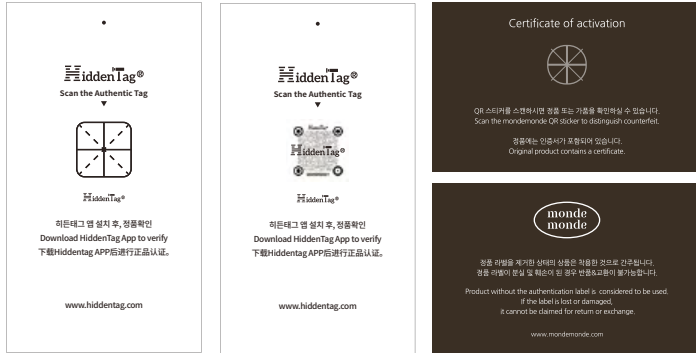 HiddenTag®
Scan the Authentic Tag
HiddenTag®
히든태그 앱 설치 후, 정품확인
Download HiddenTag App to verify
下载Hiddentag APP后进行正品认证。
www.hiddentag.com
HiddenTag®
Scan the Authentic Tag
HiddenTag®
HiddenTag®
히든태그 앱 설치 후, 정품확인
Download HiddenTag App to verify
下载Hiddentag APP后进行正品认证。
www.hiddentag.com
Certificate of activation
QR 스티커를 스캔하시면 정품 또는 가품을 확인하실 수 있습니다.
Scan the mondemonde QR sticker to distinguish counterfeit.
정품에는 인증서가 포함되어 있습니다.
Original product contains a certificate.
monde
monde
정품 라벨을 제거한 상태의 상품은 착용한 것으로 간주됩니다.
정품 라벨이 분실 및 훼손이 된 경우 반품&교환이 불가능합니다.
Product without the authentication label is considered to be used.
If the label is lost or damaged,
it cannot be claimed for return or exchange.
www.mondemonde.com